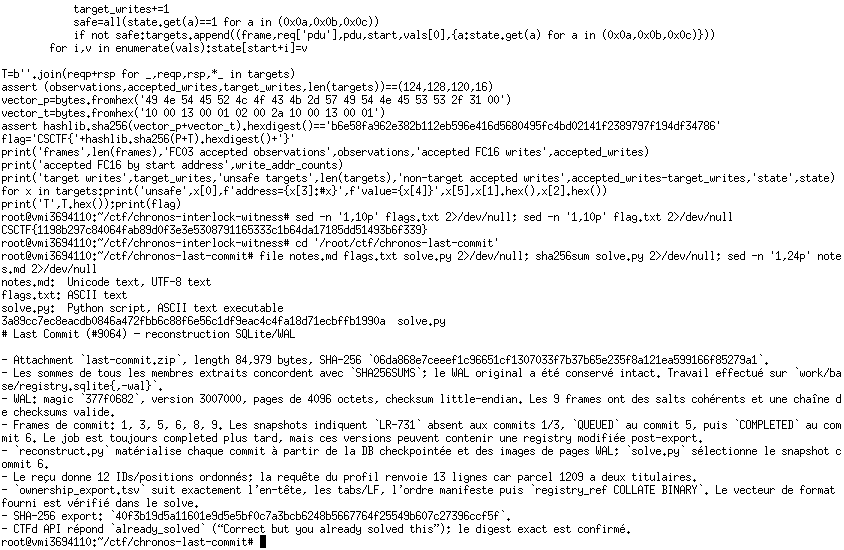 target_writes+=1
safe=all(state.get(a)==1 for a in (0x0a,0x0b,0x0c))
if not safe:targets.append((frame,req['pdu'],pdu,start,vals[0],{a:state.get(a) for a in (0x0a,0x0b,0x0c)}))
for i,v in enumerate(vals):state[start+i]=v
T=b''.join(reqp+rsp for _,reqp,rsp,*_ in targets)
assert (observations,accepted_writes,target_writes,len(targets))==(124,128,120,16)
vector_p=bytes.fromhex('49 4e 54 45 52 4c 4f 43 4b 2d 57 49 54 4e 45 53 53 2f 31 00')
vector_t=bytes.fromhex('10 00 13 00 01 02 00 2a 10 00 13 00 01')
assert hashlib.sha256(vector_p+vector_t).hexdigest()=='b6e58fa962e382b112eb596e416d5680495fc4bd02141f2389797f194df34786'
flag='CSCTF{'+hashlib.sha256(P+T).hexdigest()+'}'
print('frames',len(frames),'FC03 accepted observations',observations,'accepted FC16 writes',accepted_writes)
print('accepted FC16 by start address',write_addr_counts)
print('target writes',target_writes,'unsafe targets',len(targets),'non-target accepted writes',accepted_writes-target_writes,'state',state)
for x in targets:print('unsafe',x[0],f'address={x[3]:#x}',f'value={x[4]}',x[5],x[1].hex(),x[2].hex())
print('T',T.hex());print(flag)
root@vmi3694110:~/ctf/chronos-interlock-witness# sed -n '1,10p' flags.txt 2>/dev/null; sed -n '1,10p' flag.txt 2>/dev/null
CSCTF{1198b297c84064fab89d0f3e3e5308791165333c1b64da17185dd51493b6f339}
root@vmi3694110:~/ctf/chronos-interlock-witness# cd '/root/ctf/chronos-last-commit'
root@vmi3694110:~/ctf/chronos-last-commit# file notes.md flags.txt solve.py 2>/dev/null; sha256sum solve.py 2>/dev/null; sed -n '1,24p' note
s.md 2>/dev/null
notes.md:  Unicode text, UTF-8 text
flags.txt: ASCII text
solve.py:  Python script, ASCII text executable
3a89cc7ec8eacdb0846a472fbb6c88f6e56c1df9eac4c4fa18d71ecbffb1990a  solve.py
# Last Commit (#9064) — reconstruction SQLite/WAL
- Attachment `last-commit.zip`, length 84,979 bytes, SHA-256 `06da868e7ceeef1c96651cf1307033f7b37b65e235f8a121ea599166f85279a1`.
- Les sommes de tous les membres extraits concordent avec `SHA256SUMS`; le WAL original a été conservé intact. Travail effectué sur `work/ba
se/registry.sqlite{,-wal}`.
- WAL: magic `377f0682`, version 3007000, pages de 4096 octets, checksum little-endian. Les 9 frames ont des salts cohérents et une chaîne d
e checksums valide.
- Frames de commit: 1, 3, 5, 6, 8, 9. Les snapshots indiquent `LR-731` absent aux commits 1/3, `QUEUED` au commit 5, puis `COMPLETED` au com
mit 6. Le job est toujours completed plus tard, mais ces versions peuvent contenir une registry modifiée post-export.
- `reconstruct.py` matérialise chaque commit à partir de la DB checkpointée et des images de pages WAL; `solve.py` sélectionne le snapshot c
ommit 6.
- Le reçu donne 12 IDs/positions ordonnés; la requête du profil renvoie 13 lignes car parcel 1209 a deux titulaires.
- `ownership_export.tsv` suit exactement l'en-tête, les tabs/LF, l'ordre manifeste puis `registry_ref COLLATE BINARY`. Le vecteur de format
fourni est vérifié dans le solve.
- SHA-256 export: `40f3b19d5a11601e9d5e5bf0c7a3bcb6248b5667764f25549b607c27396ccf5f`.
- CTFd API répond `already_solved` (“Correct but you already solved this”); le digest exact est confirmé.
root@vmi3694110:~/ctf/chronos-last-commit#